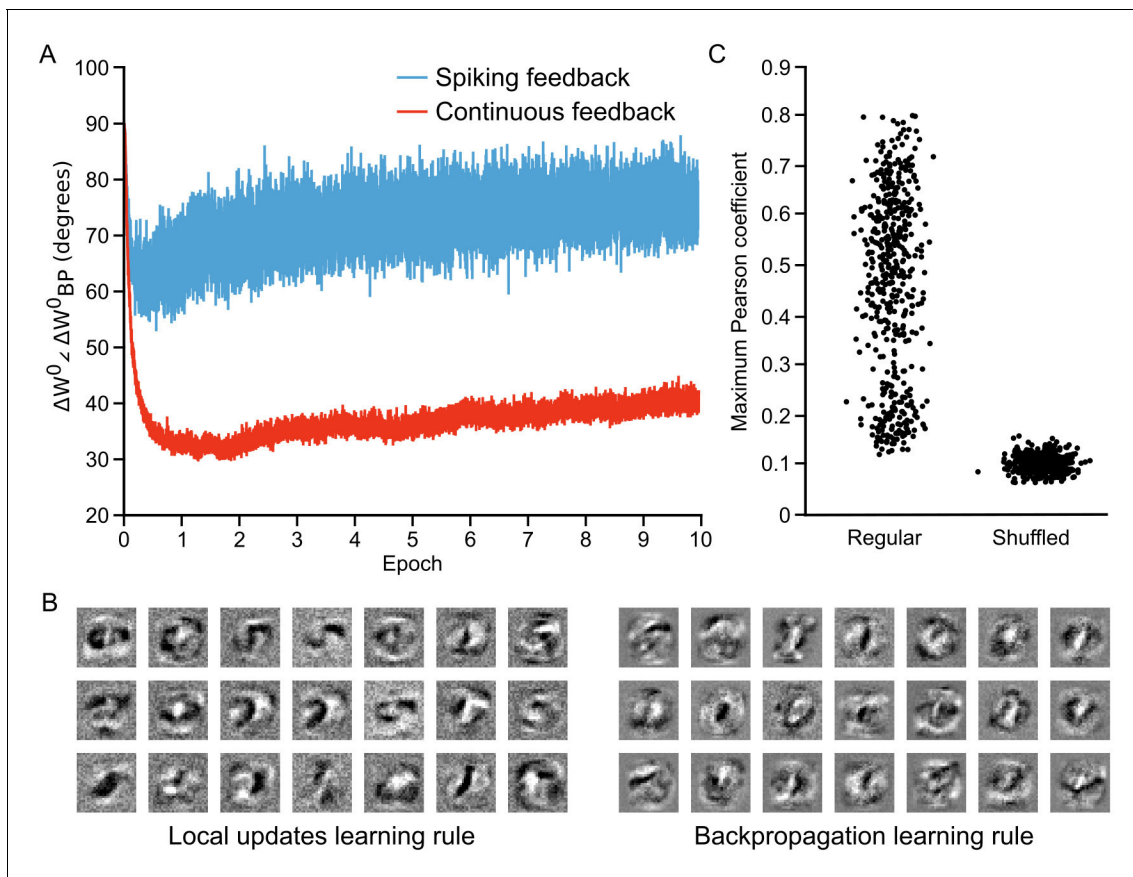 A
100
90
80
70
60
50
40
30
20
ΔW⁰ ∠ ΔW⁰BP (degrees)
Spiking feedback
Continuous feedback
0 1 2 3 4 5 6 7 8 9 10
Epoch
C
0.9
0.8
0.7
0.6
0.5
0.4
0.3
0.2
0.1
0
Maximum Pearson coefficient
Regular Shuffled
B
Local updates learning rule
Backpropagation learning rule